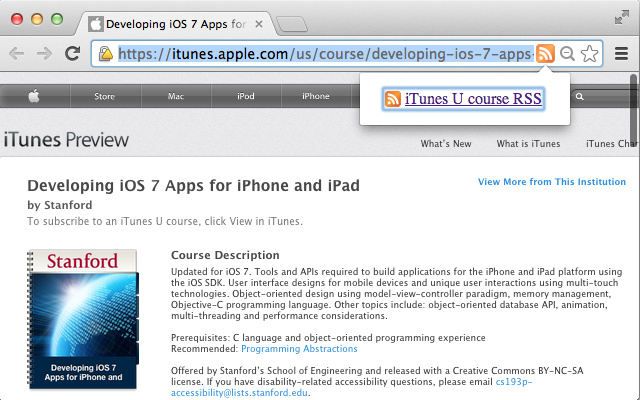 Developing iOS 7 Apps for
https://itunes.apple.com/us/course/developing-ios-7-apps
iTunes U course RSS
Store Mac iPod iPhone
iTunes Preview
What's New What is iTunes iTunes Char
Developing iOS 7 Apps for iPhone and iPad
View More from This Institution
by Stanford
To subscribe to an iTunes U course, click View in iTunes.
Stanford
Developing iOS 7
Apps for iPhone and
Course Description
Updated for iOS 7. Tools and APIs required to build applications for the iPhone and iPad platform using
the iOS SDK. User interface designs for mobile devices and unique user interactions using multi-touch
technologies. Object-oriented design using model-view-controller paradigm, memory management,
Objective-C programming language. Other topics include: object-oriented database API, animation,
multi-threading and performance considerations.
Prerequisites: C language and object-oriented programming experience
Recommended: Programming Abstractions
Offered by Stanford's School of Engineering and released with a Creative Commons BY-NC-SA
license. If you have disability-related accessibility questions, please email cs193p-
accessibility@lists.stanford.edu.